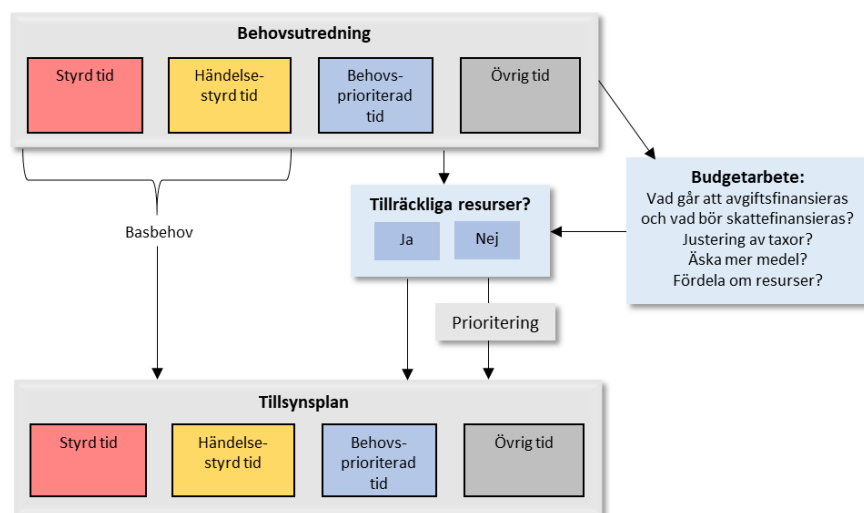 Behovsutredning
Styrd tid
Händelse-
styrd tid
Behovs-
prioriterad
tid
Övrig tid
Budgetarbete:
Vad går att avgiftsfinansieras
och vad bör skattefinansieras?
Justering av taxor?
Äska mer medel?
Fördela om resurser?
Tillräckliga resurser?
Ja
Nej
Basbehov
Prioritering
Tillsynsplan
Styrd tid
Händelse-
styrd tid
Behovs-
prioriterad
tid
Övrig tid